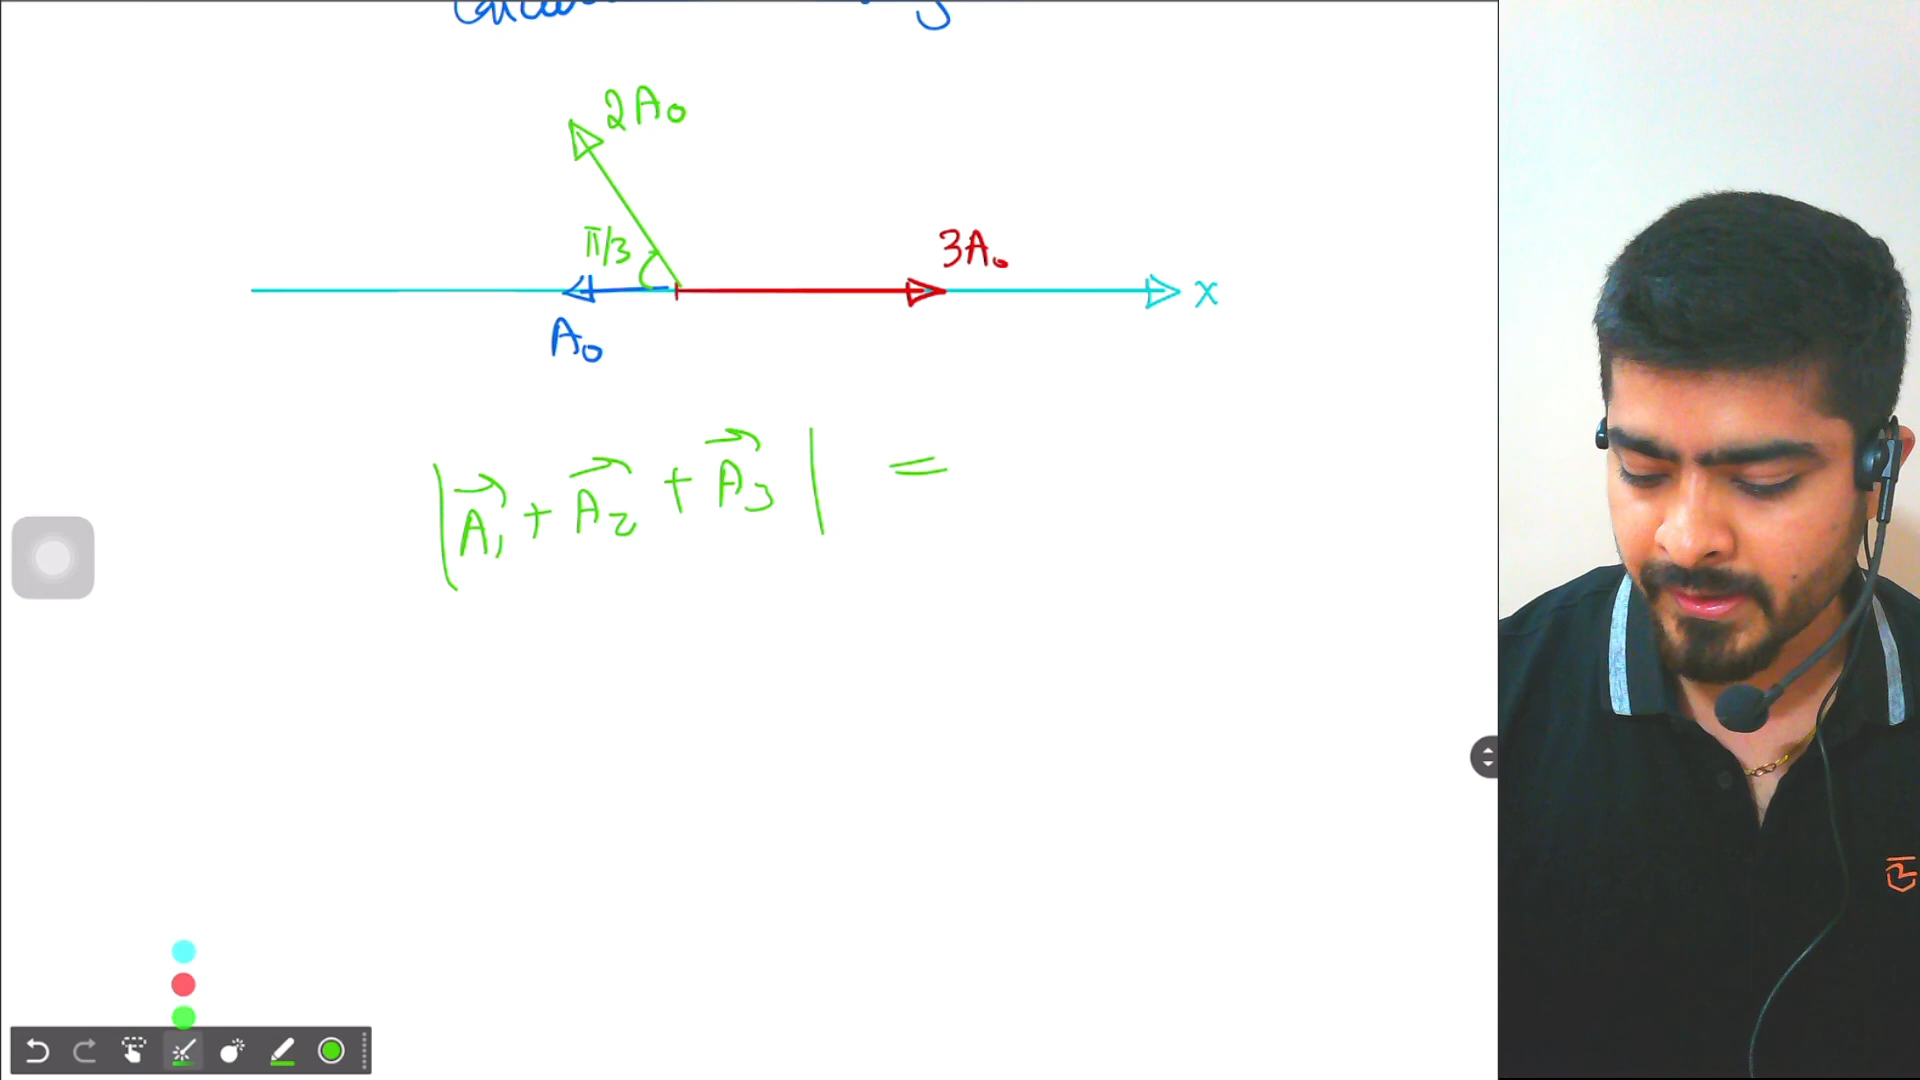 2A₀
π/3
3A₀
x
A₀
|A⃗₁ + A⃗₂ + A⃗₃| =